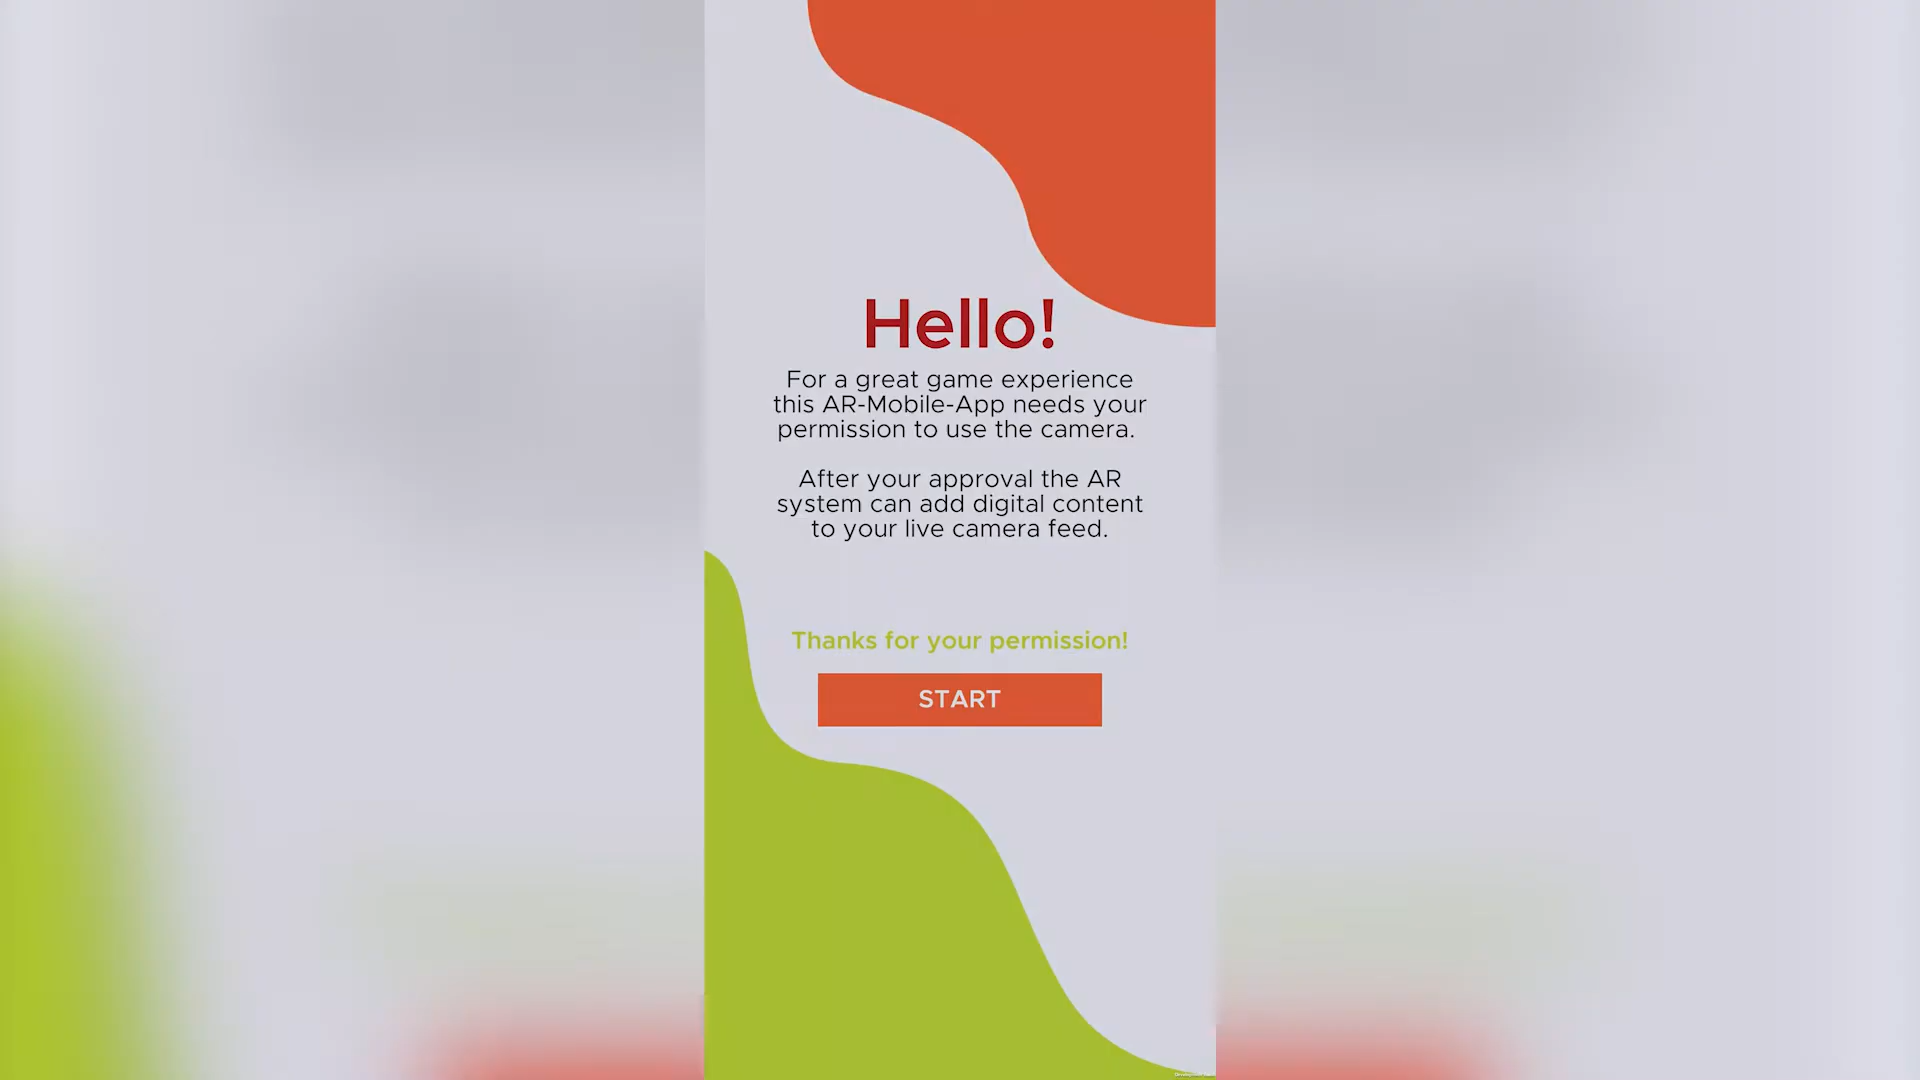 Hello!
For a great game experience
this AR-Mobile-App needs your
permission to use the camera.
After your approval the AR
system can add digital content
to your live camera feed.
Thanks for your permission!
START